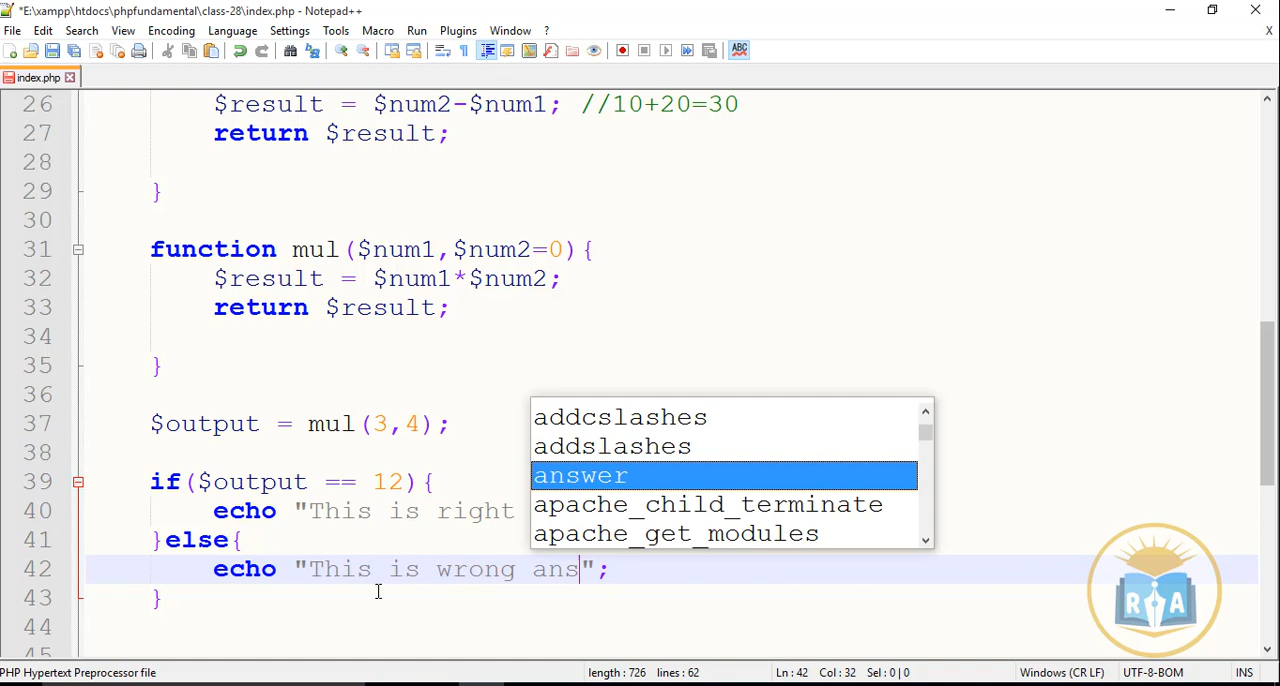 *E:\xampp\htdocs\phpfundamental\class-28\index.php - Notepad++
File Edit Search View Encoding Language Settings Tools Macro Run Plugins Window ? X
ABC
index.php
26 $result = $num2-$num1; //10+20=30
27 return $result;
28
29 }
30
31 function mul($num1,$num2=0){
32 $result = $num1*$num2;
33 return $result;
34
35 }
36
37 $output = mul(3,4);
38
39 if($output == 12){
40 echo "This is right
41 }else{
42 echo "This is wrong ans";
43 }
44
45
addcslashes
addslashes
answer
apache_child_terminate
apache_get_modules
R A
PHP Hypertext Preprocessor file length : 726 lines : 62 Ln : 42 Col : 32 Sel : 0 | 0 Windows (CR LF) UTF-8-BOM INS